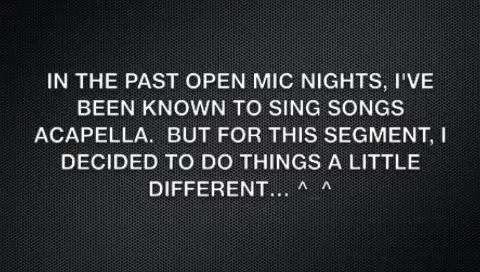 IN THE PAST OPEN MIC NIGHTS, I'VE
BEEN KNOWN TO SING SONGS
ACAPELLA.  BUT FOR THIS SEGMENT, I
DECIDED TO DO THINGS A LITTLE
DIFFERENT... ^_^